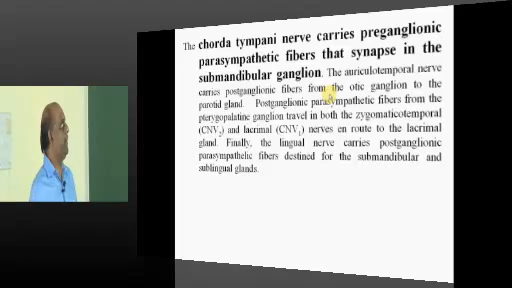 The chorda tympani nerve carries preganglionic
parasympathetic fibers that synapse in the
submandibular ganglion. The auriculotemporal nerve
carries postganglionic fibers from the otic ganglion to the
parotid gland. Postganglionic parasympathetic fibers from the
pterygopalatine ganglion travel in both the zygomaticotemporal
(CNV2) and lacrimal (CNV1) nerves en route to the lacrimal
gland. Finally, the lingual nerve carries postganglionic
parasympathetic fibers destined for the submandibular and
sublingual glands.